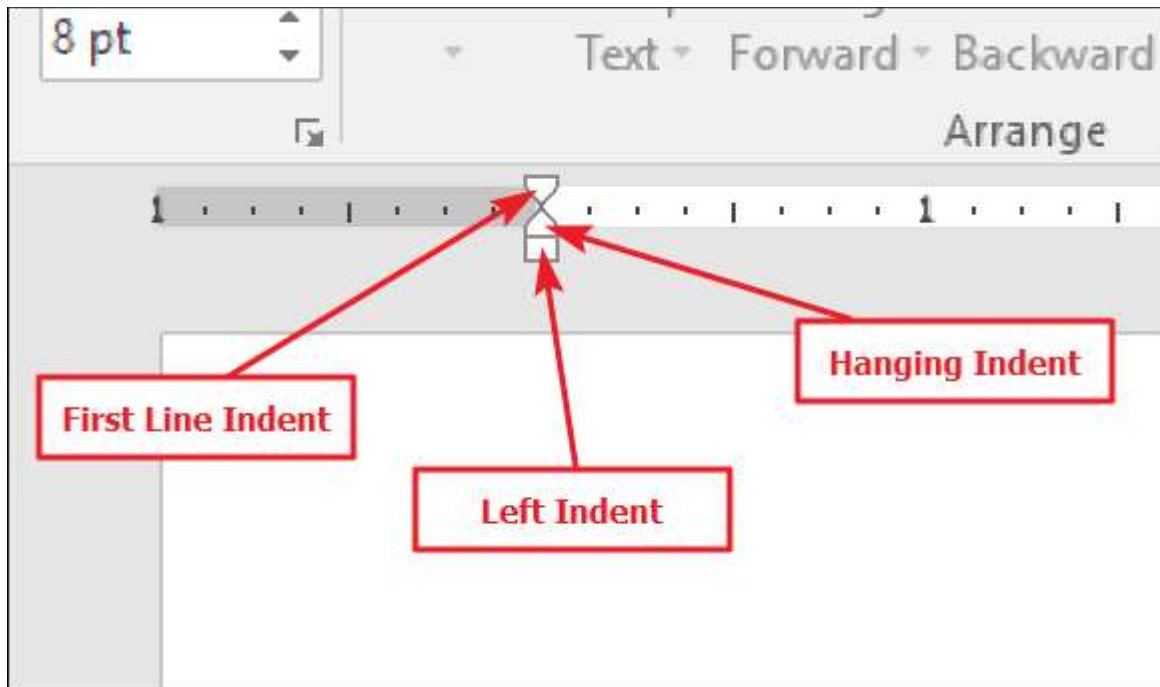 8 pt
Text Forward Backward
Arrange
1 1
First Line Indent
Hanging Indent
Left Indent